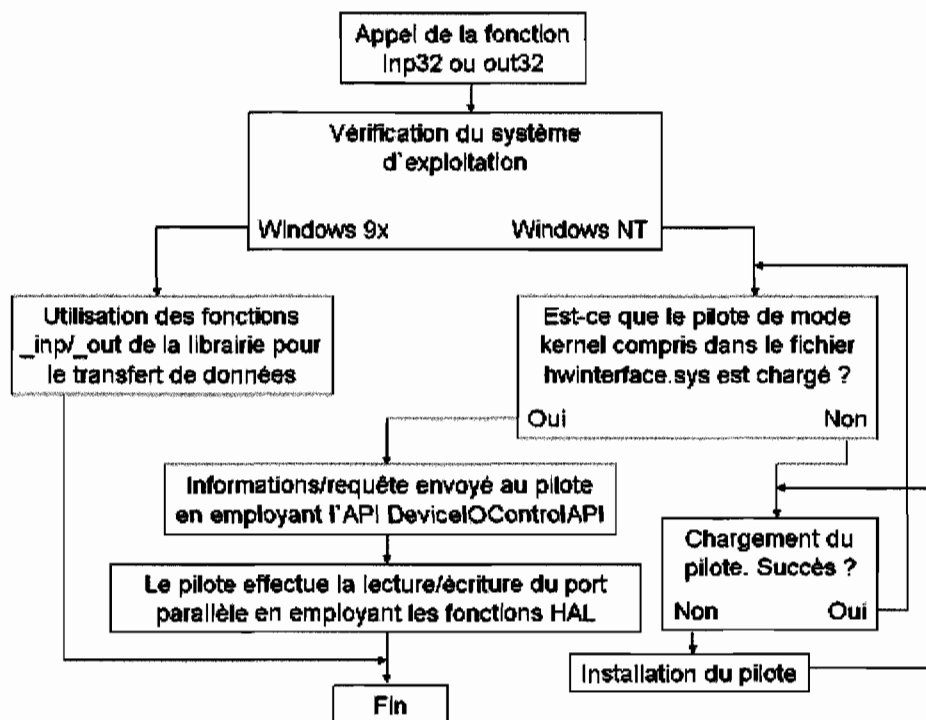 Appel de la fonction
Inp32 ou out32
Vérification du système
d`exploitation
Windows 9x
Windows NT
Utilisation des fonctions
_inp/_out de la librairie pour
le transfert de données
Est-ce que le pilote de mode
kernel compris dans le fichier
hwinterface.sys est chargé ?
Oui
Non
Informations/requête envoyé au pilote
en employant l`API DeviceIOControlAPI
Chargement du
pilote. Succès ?
Non
Oui
Le pilote effectue la lecture/écriture du port
parallèle en employant les fonctions HAL
Installation du pilote
Fin